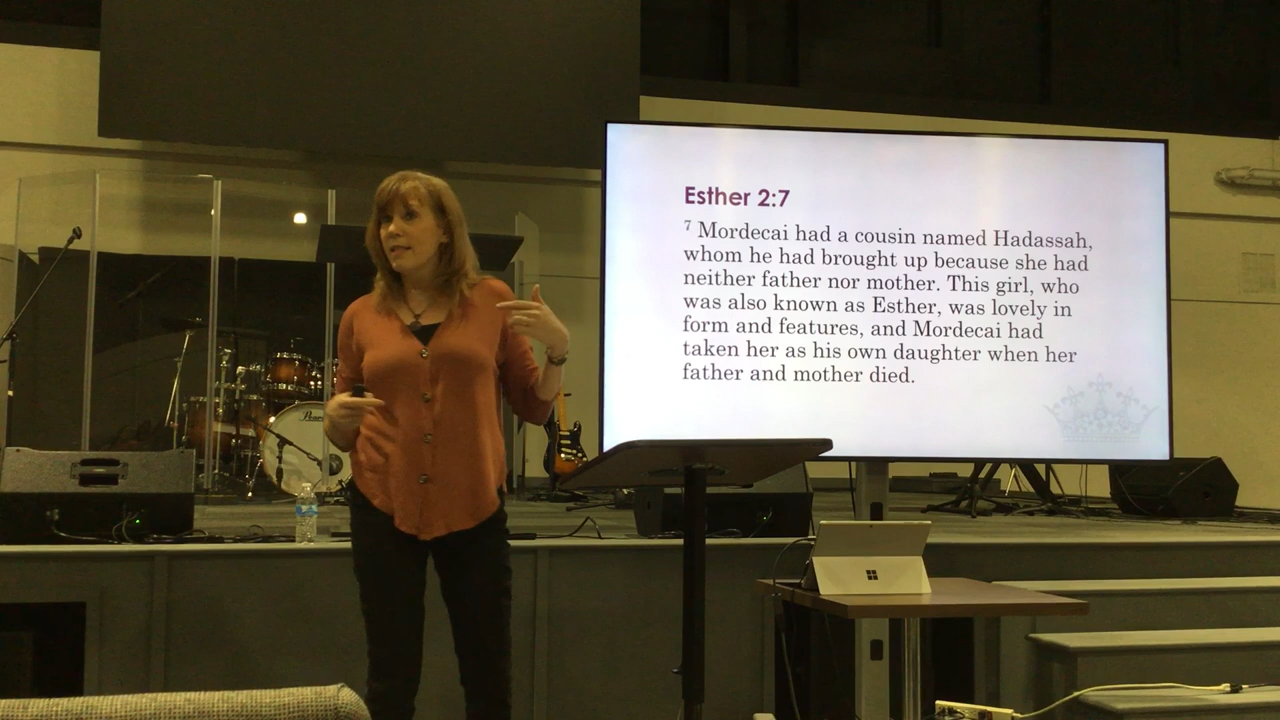 Esther 2:7
7 Mordecai had a cousin named Hadassah,
whom he had brought up because she had
neither father nor mother. This girl, who
was also known as Esther, was lovely in
form and features, and Mordecai had
taken her as his own daughter when her
father and mother died.
Pearl